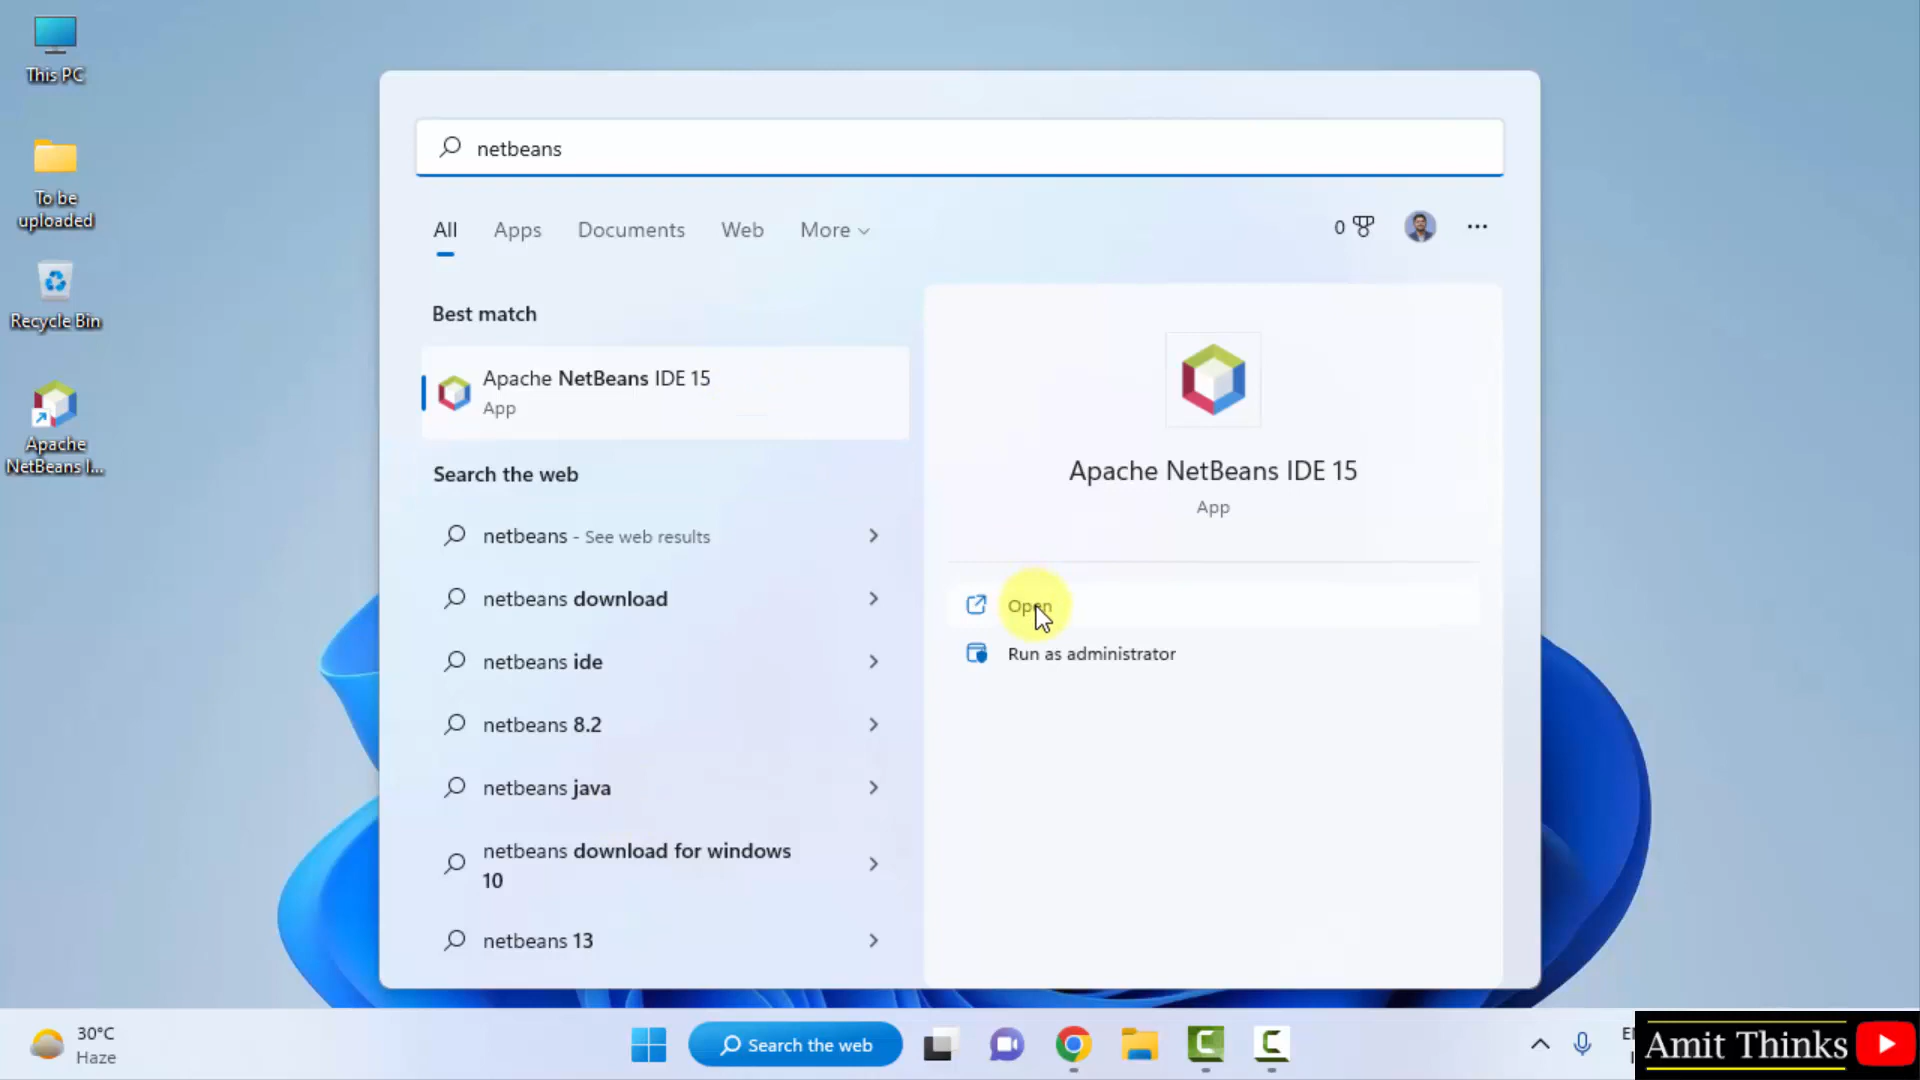 This PC
To be
uploaded
Recycle Bin
Apache
NetBeans I...
netbeans
All
Apps
Documents
Web
More
0
Best match
Apache NetBeans IDE 15
App
Search the web
netbeans - See web results
netbeans download
netbeans ide
netbeans 8.2
netbeans java
netbeans download for windows
10
netbeans 13
Apache NetBeans IDE 15
App
Open
Run as administrator
30°C
Haze
Search the web
Amit Thinks